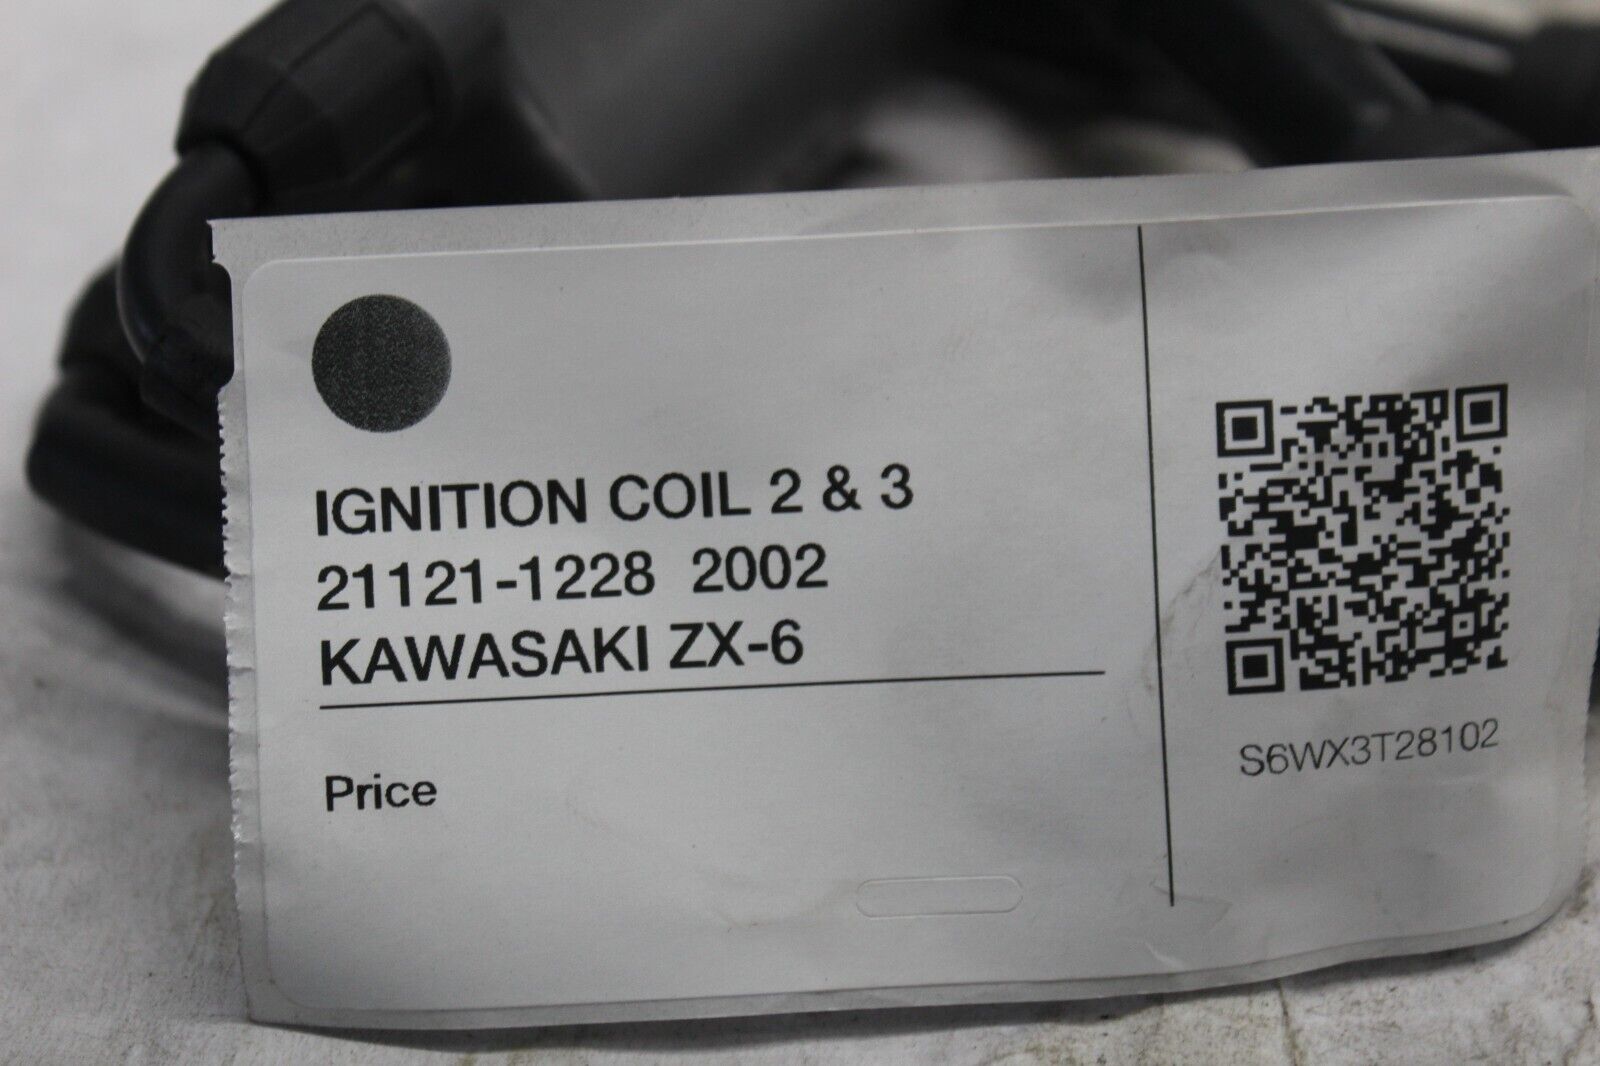 IGNITION COIL 2 & 3
21121-1228 2002
KAWASAKI ZX-6
Price
S6WX3T28102